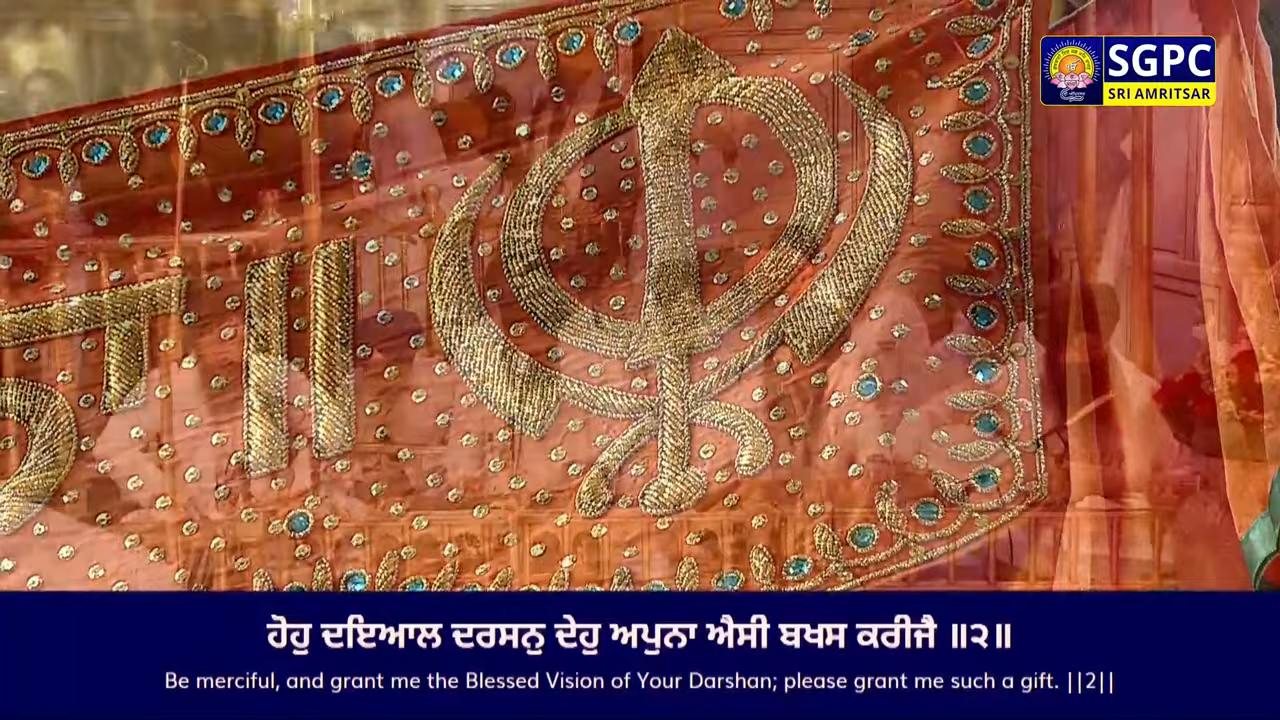 SGPC
SRI AMRITSAR
ਹੋਹੁ ਦਇਆਲ ਦਰਸਨੁ ਦੇਹੁ ਅਪੁਨਾ ਐਸੀ ਬਖਸ ਕਰੀਜੈ ॥੨॥
Be merciful, and grant me the Blessed Vision of Your Darshan; please grant me such a gift. ||2||